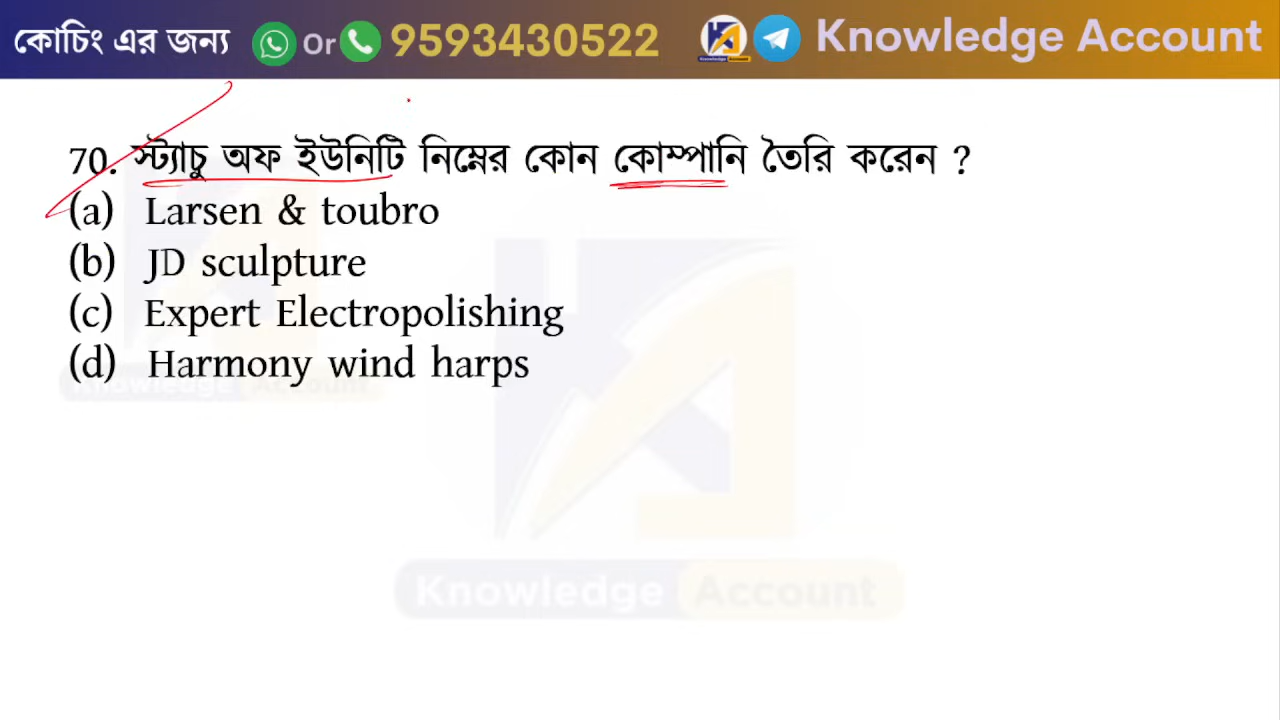 কোচিং এর জন্য Or 9593430522 Knowledge Account
70. স্ট্যাচু অফ ইউনিটি নিম্নের কোন কোম্পানি তৈরি করেন ?
(a) Larsen & toubro
(b) JD sculpture
(c) Expert Electropolishing
(d) Harmony wind harps
Knowledge Account
Knowledge Account